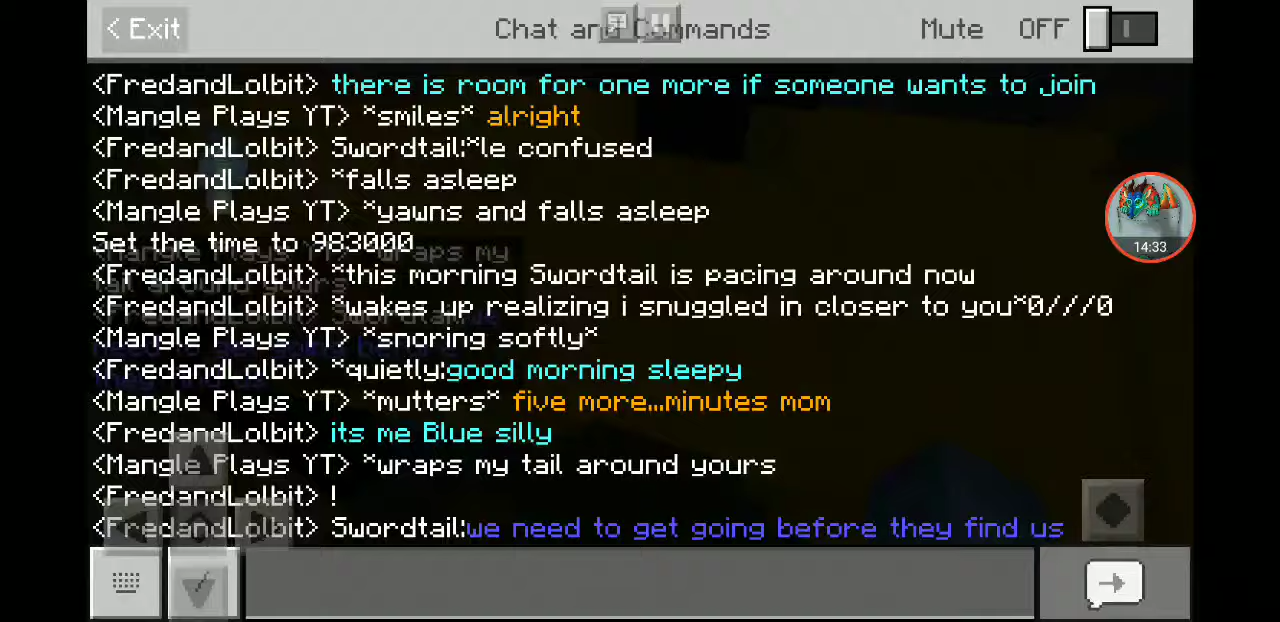 < Exit
Chat and Commands
Mute OFF
<FredandLolbit> there is room for one more if someone wants to join
<Mangle Plays YT> *smiles* alright
<FredandLolbit> Swordtail:*le confused
<FredandLolbit> *falls asleep
<Mangle Plays YT> *yawns and falls asleep
Set the time to 983000
<FredandLolbit> *this morning Swordtail is pacing around now
<FredandLolbit> *wakes up realizing i snuggled in closer to you*0///0
<Mangle Plays YT> *snoring softly*
<FredandLolbit> *quietly:good morning sleepy
<Mangle Plays YT> *mutters* five more...minutes mom
<FredandLolbit> its me Blue silly
<Mangle Plays YT> *wraps my tail around yours
<FredandLolbit> !
<FredandLolbit> Swordtail:we need to get going before they find us
14:33